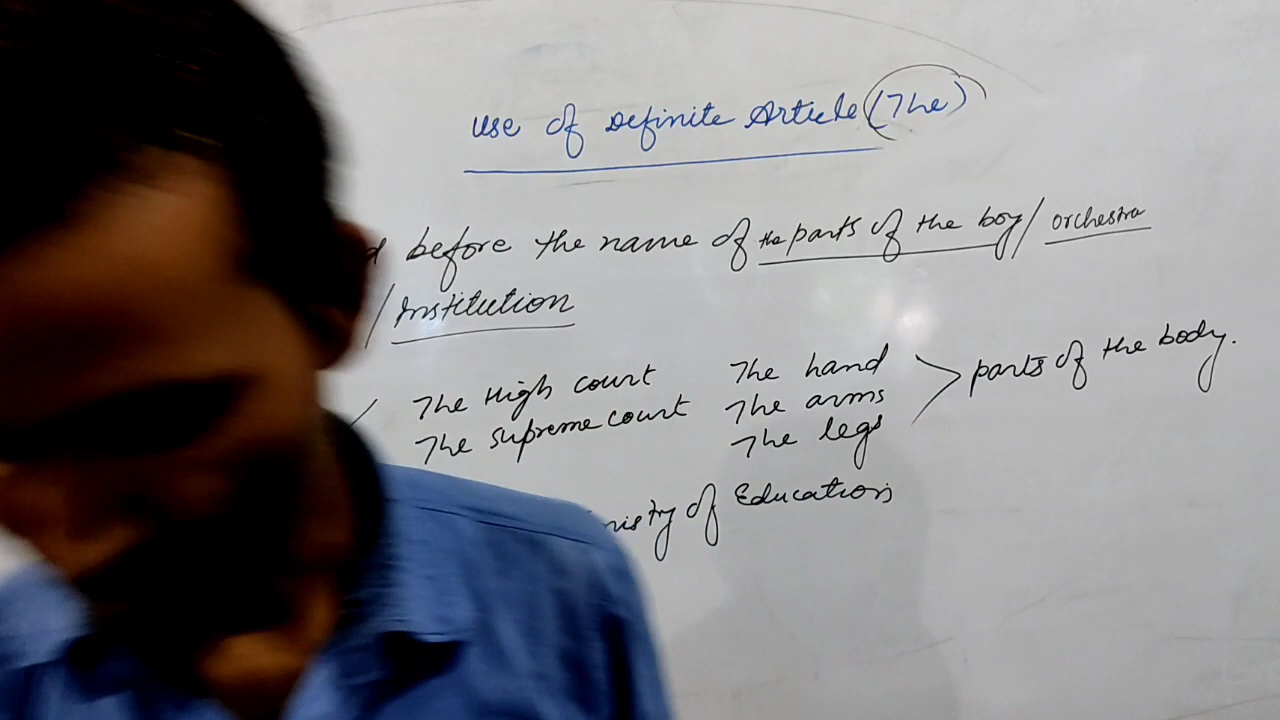 Use of Definite Article (The)
before the name of the parts of the boy/ orchestra
/ Institution
The High court The hand
The supreme court The arms > parts of the body.
The legs
of Education